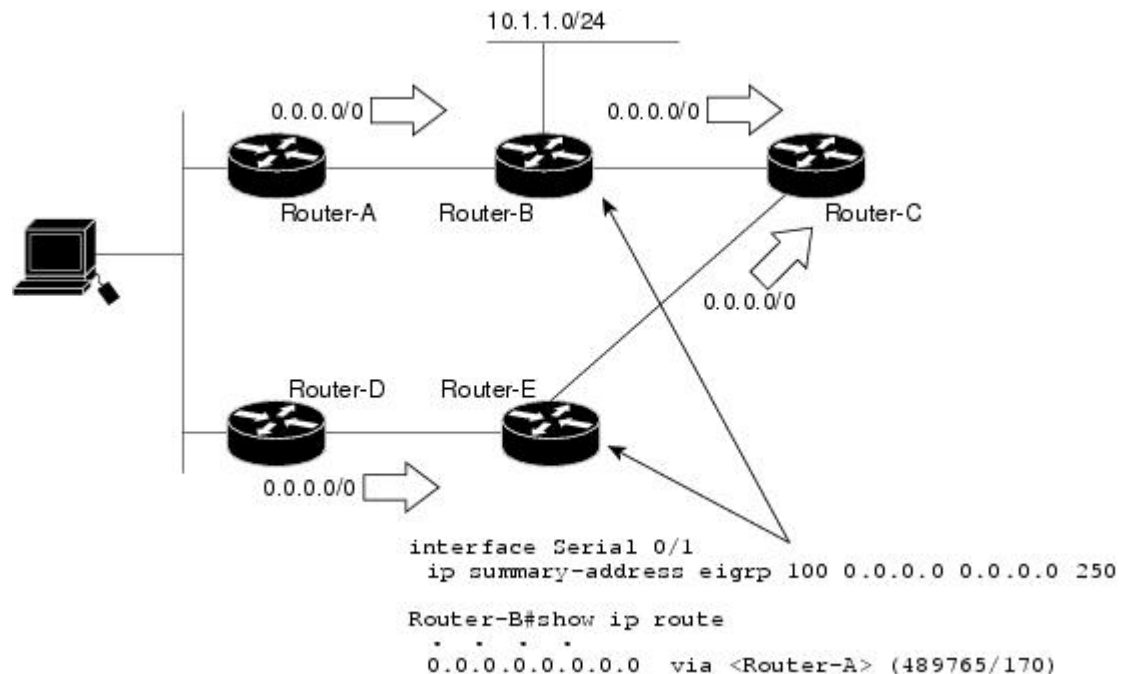 10.1.1.0/24
0.0.0.0/0
0.0.0.0/0
Router-A
Router-B
Router-C
0.0.0.0/0
Router-D
Router-E
0.0.0.0/0
interface Serial 0/1
ip summary-address eigrp 100 0.0.0.0 0.0.0.0 250
Router-B#show ip route
. . . .
0.0.0.0.0.0.0.0 via <Router-A> (489765/170)